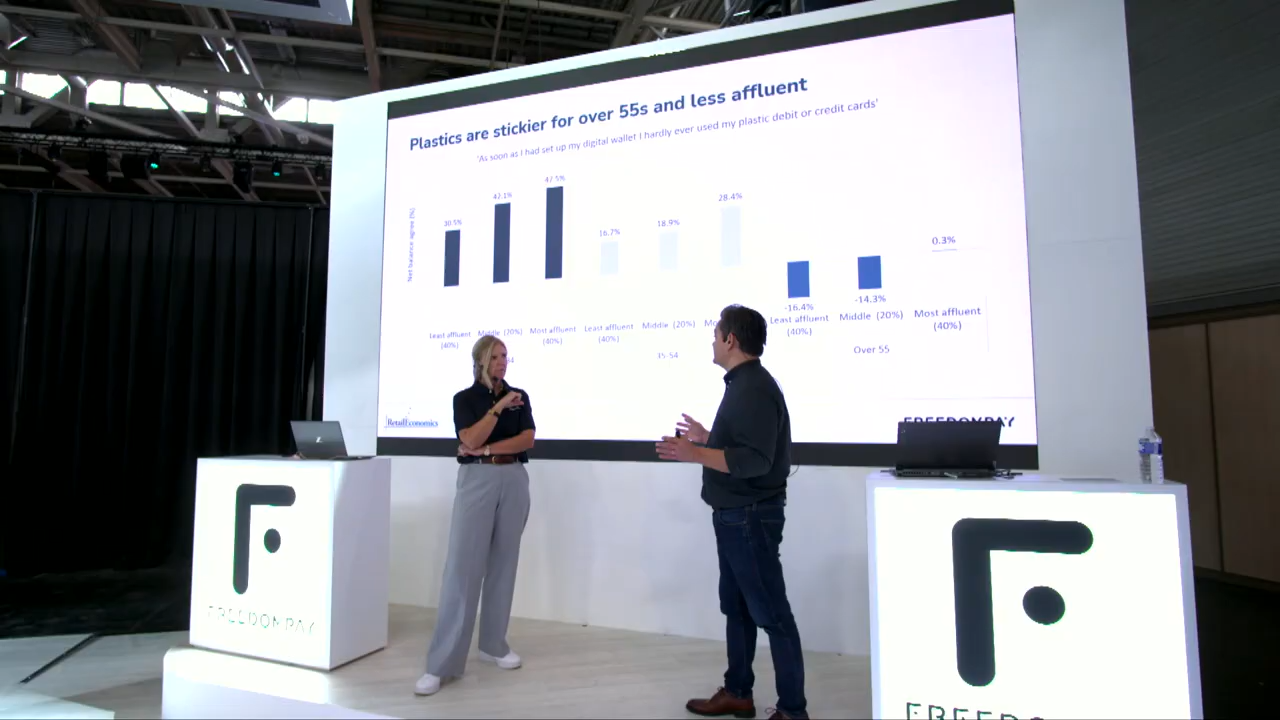 Plastics are stickier for over 55s and less affluent
'As soon as I had set up my digital wallet I hardly ever used my plastic debit or credit cards'
Net balance agree (%)
30.5%
42.1%
47.5%
16.7%
18.9%
28.4%
-16.4%
-14.3%
0.3%
Least affluent (40%)
Middle (20%)
Most affluent (40%)
Least affluent (40%)
Middle (20%)
Least affluent (40%)
Middle (20%)
Most affluent (40%)
35-54
Over 55
RetailEconomics
FREEDOMPAY
FREEDOMPAY